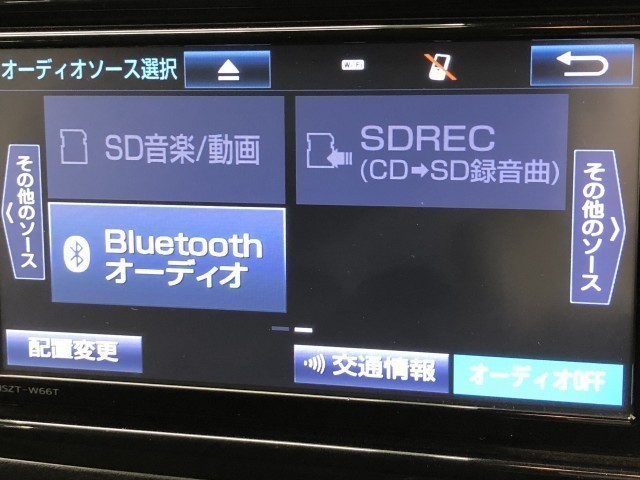 オーディオソース選択
Wi-Fi
SD音楽/動画
SDREC
(CD➡SD録音曲)
その他のソース
Bluetooth
オーディオ
その他のソース
配置変更
交通情報
オーディオOFF
NSZT-W66T